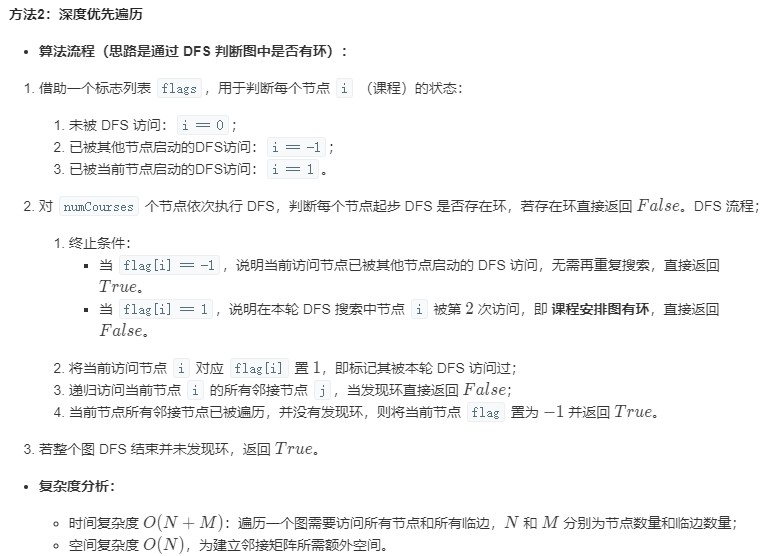 方法2：深度优先遍历
• 算法流程（思路是通过 DFS 判断图中是否有环）：
1. 借助一个标志列表 flags，用于判断每个节点 i （课程）的状态：
1. 未被 DFS 访问： i == 0；
2. 已被其他节点启动的DFS访问： i == -1；
3. 已被当前节点启动的DFS访问： i == 1。
2. 对 numCourses 个节点依次执行 DFS，判断每个节点起步 DFS 是否存在环，若存在环直接返回 False。DFS 流程；
1. 终止条件：
▪ 当 flag[i] == -1，说明当前访问节点已被其他节点启动的 DFS 访问，无需再重复搜索，直接返回
True。
▪ 当 flag[i] == 1，说明在本轮 DFS 搜索中节点 i 被第 2 次访问，即 课程安排图有环，直接返回
False。
2. 将当前访问节点 i 对应 flag[i] 置 1，即标记其被本轮 DFS 访问过；
3. 递归访问当前节点 i 的所有邻接节点 j，当发现环直接返回 False；
4. 当前节点所有邻接节点已被遍历，并没有发现环，则将当前节点 flag 置为 −1 并返回 True。
3. 若整个图 DFS 结束并未发现环，返回 True。
• 复杂度分析：
◦ 时间复杂度 O(N + M)：遍历一个图需要访问所有节点和所有临边，N 和 M 分别为节点数量和临边数量；
◦ 空间复杂度 O(N)，为建立邻接矩阵所需额外空间。